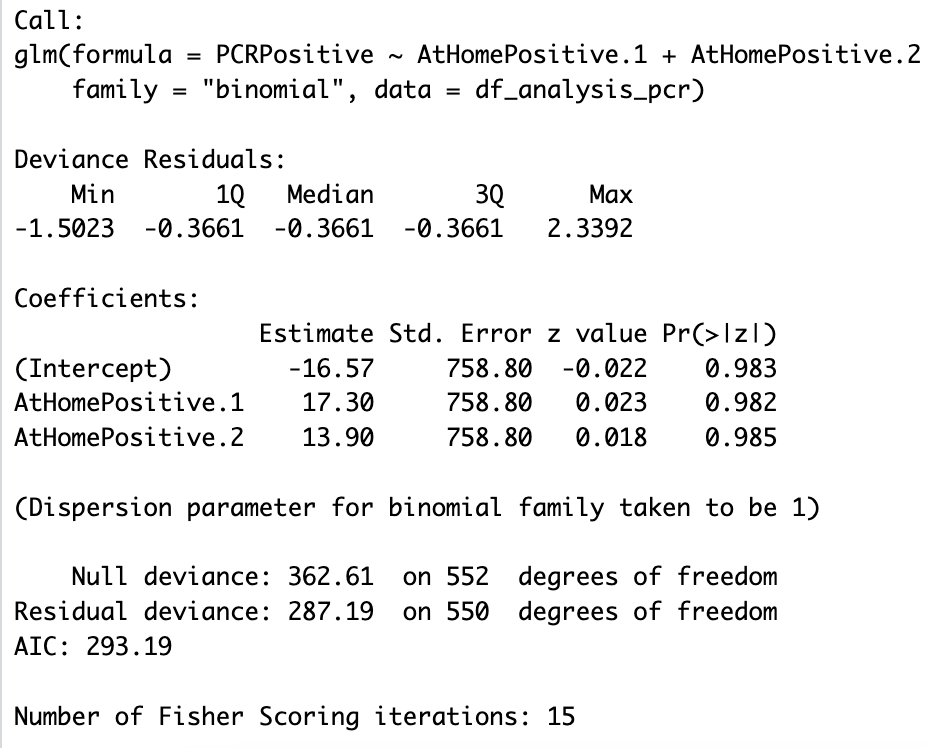 Call:
glm(formula = PCRPositive ~ AtHomePositive.1 + AtHomePositive.2
family = "binomial", data = df_analysis_pcr)
Deviance Residuals:
Min 1Q Median 3Q Max
-1.5023 -0.3661 -0.3661 -0.3661 2.3392
Coefficients:
Estimate Std. Error z value Pr(>|z|)
(Intercept) -16.57 758.80 -0.022 0.983
AtHomePositive.1 17.30 758.80 0.023 0.982
AtHomePositive.2 13.90 758.80 0.018 0.985
(Dispersion parameter for binomial family taken to be 1)
Null deviance: 362.61 on 552 degrees of freedom
Residual deviance: 287.19 on 550 degrees of freedom
AIC: 293.19
Number of Fisher Scoring iterations: 15